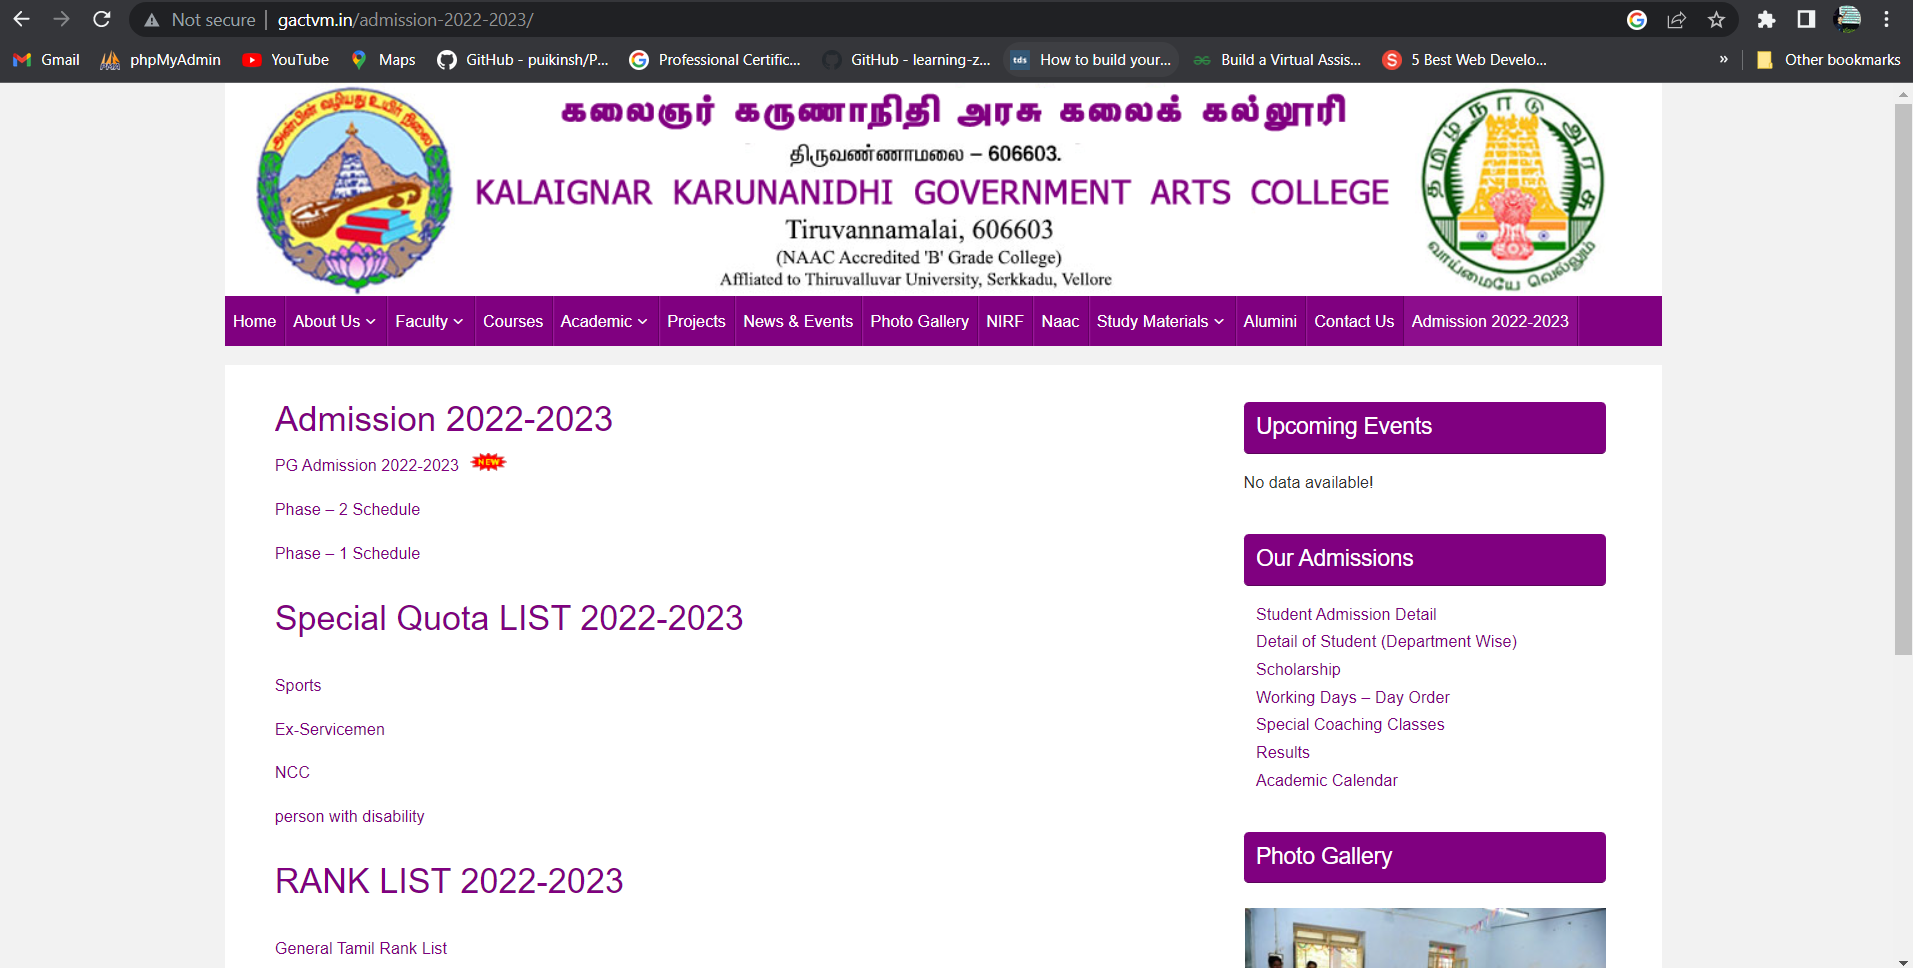 Not secure
gactvm.in/admission-2022-2023/
Gmail
phpMyAdmin
YouTube
Maps
GitHub - puikinsh/P...
Professional Certific...
GitHub - learning-z...
How to build your...
Build a Virtual Assis...
5 Best Web Develo...
»
Other bookmarks
அன்பின் வழியது உயிர் நிலை
கலைஞர் கருணாநிதி அரசு கலைக் கல்லூரி
திருவண்ணாமலை – 606603.
KALAIGNAR KARUNANIDHI GOVERNMENT ARTS COLLEGE
Tiruvannamalai, 606603
(NAAC Accredited 'B' Grade College)
Affliated to Thiruvalluvar University, Serkkadu, Vellore
தமிழ்நாடு அரசு
வாய்மையே வெல்லும்
Home
About Us
Faculty
Courses
Academic
Projects
News & Events
Photo Gallery
NIRF
Naac
Study Materials
Alumini
Contact Us
Admission 2022-2023
Admission 2022-2023
PG Admission 2022-2023 NEW
Phase – 2 Schedule
Phase – 1 Schedule
Special Quota LIST 2022-2023
Sports
Ex-Servicemen
NCC
person with disability
RANK LIST 2022-2023
General Tamil Rank List
Upcoming Events
No data available!
Our Admissions
Student Admission Detail
Detail of Student (Department Wise)
Scholarship
Working Days – Day Order
Special Coaching Classes
Results
Academic Calendar
Photo Gallery